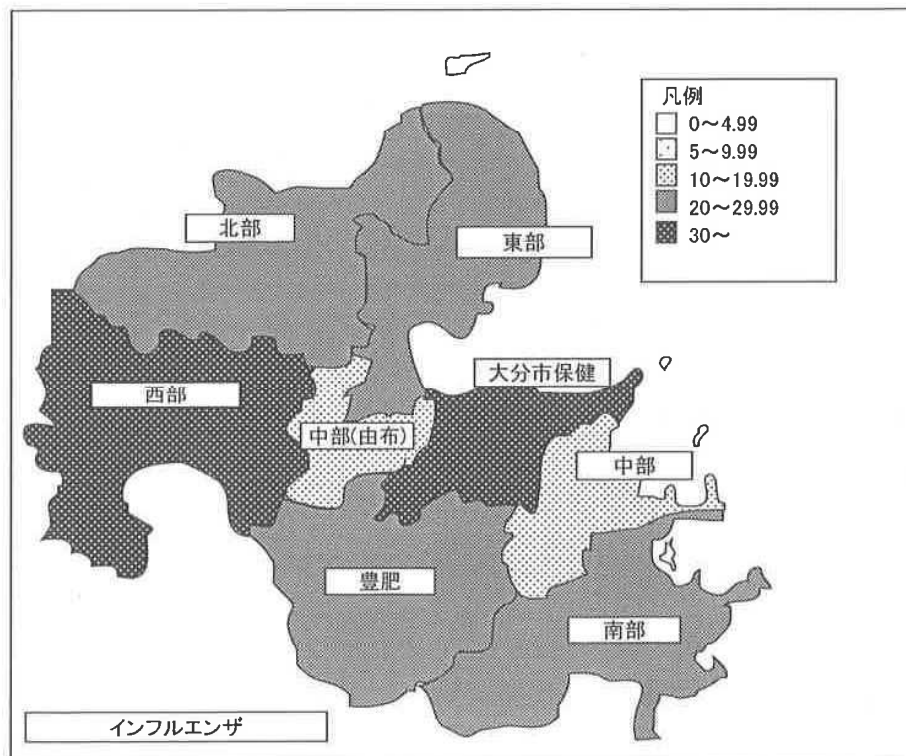 凡例
0～4.99
5～9.99
10～19.99
20～29.99
30～
北部
東部
大分市保健
西部
中部(由布)
中部
豊肥
南部
インフルエンザ